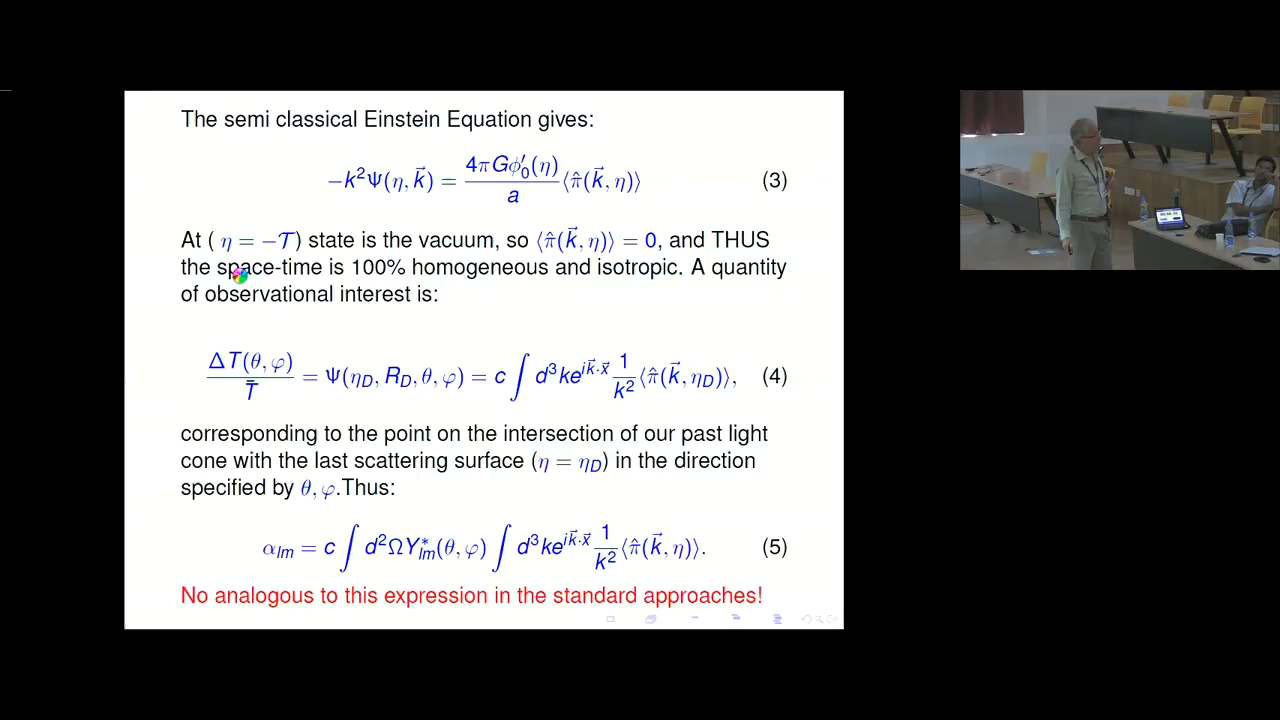 The semi classical Einstein Equation gives:
−k²Ψ(η, k⃗) = 4πGϕ′₀(η) / a ⟨π̂(k⃗, η)⟩ (3)
At ( η = −𝒯) state is the vacuum, so ⟨π̂(k⃗, η)⟩ = 0, and THUS
the space-time is 100% homogeneous and isotropic. A quantity
of observational interest is:
ΔT(θ, φ) / T̄ = Ψ(η_D, R_D, θ, φ) = c ∫ d³k e^{ik⃗·x⃗} 1/k² ⟨π̂(k⃗, η_D)⟩, (4)
corresponding to the point on the intersection of our past light
cone with the last scattering surface (η = η_D) in the direction
specified by θ, φ.Thus:
α_lm = c ∫ d²Ω Y*_lm(θ, φ) ∫ d³k e^{ik⃗·x⃗} 1/k² ⟨π̂(k⃗, η)⟩. (5)
No analogous to this expression in the standard approaches!